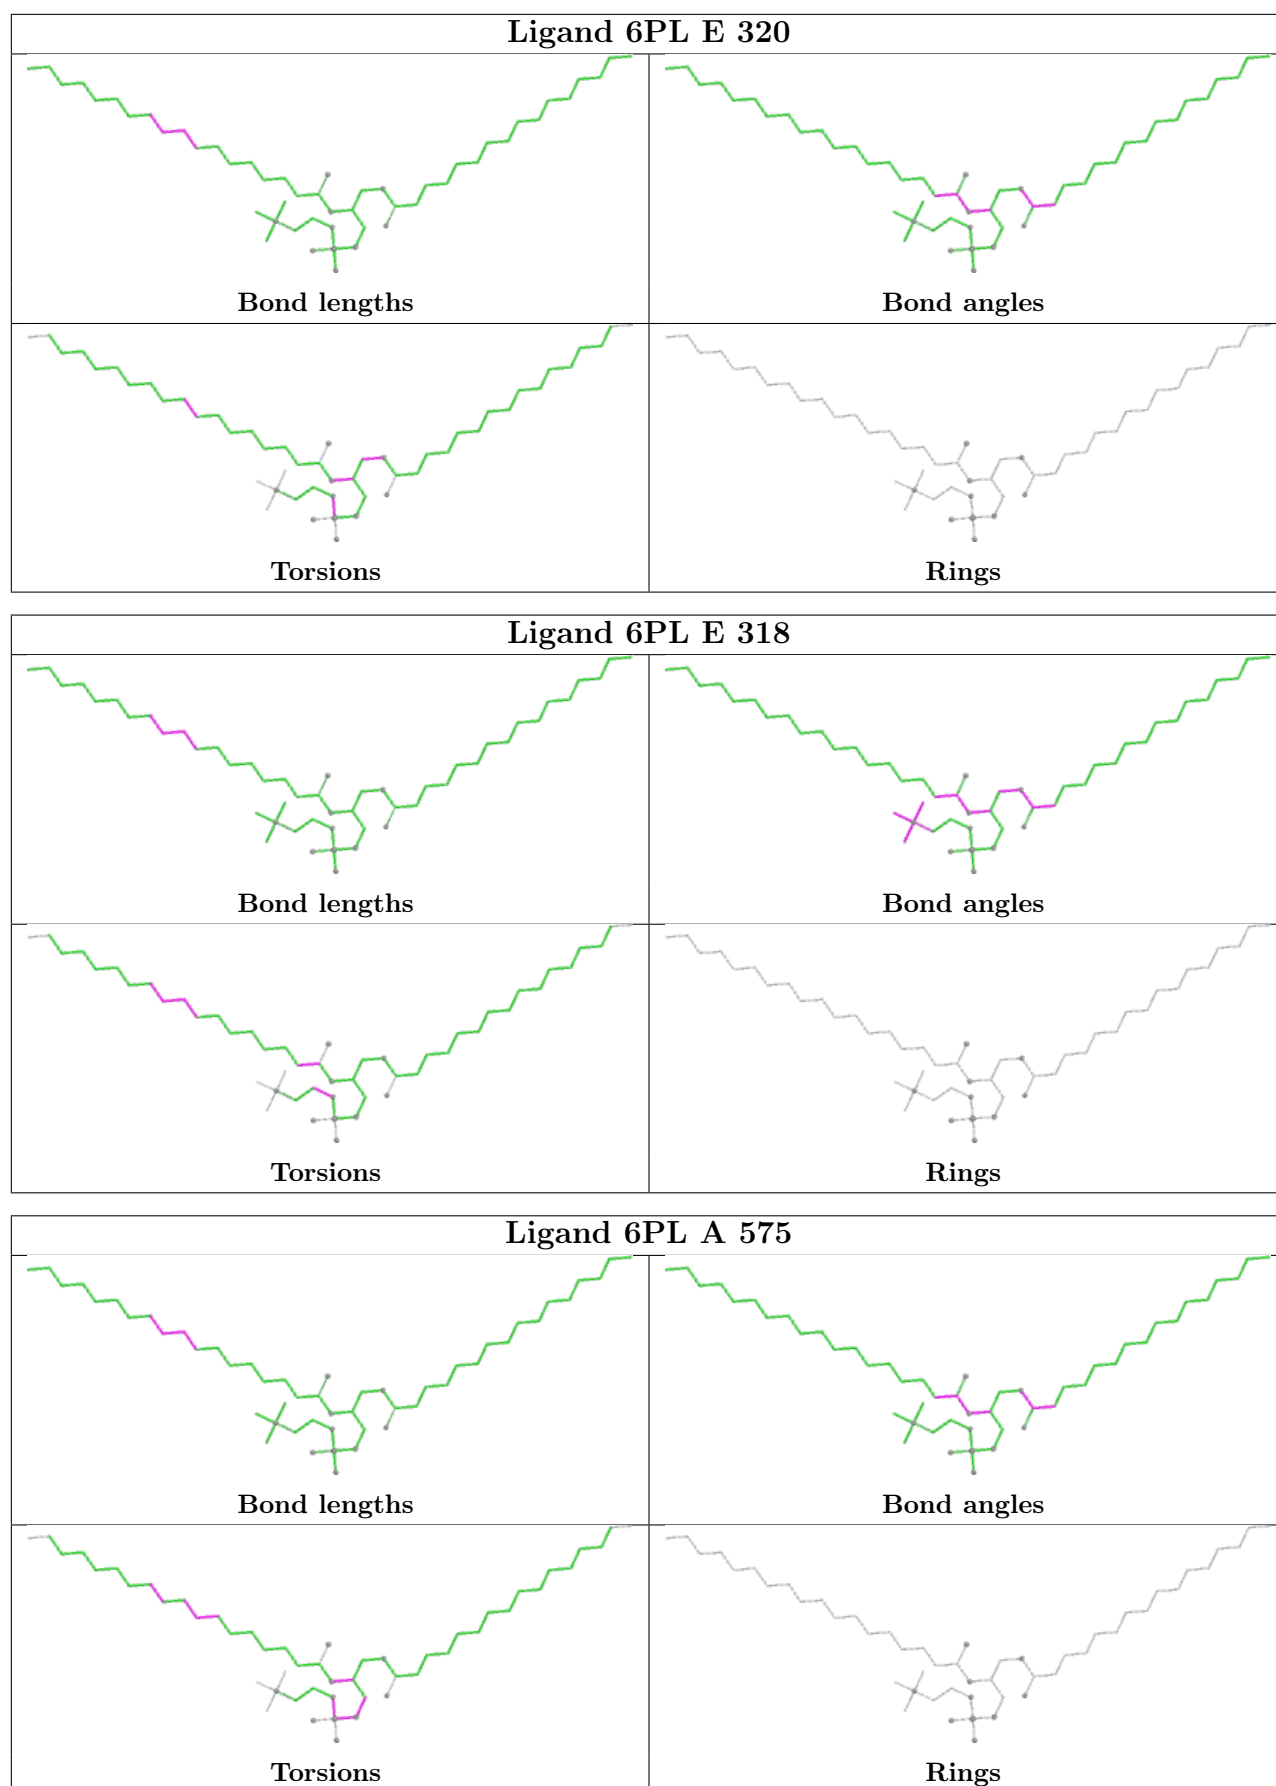 Ligand 6PL E 320
Bond lengths
Bond angles
Torsions
Rings
Ligand 6PL E 318
Bond lengths
Bond angles
Torsions
Rings
Ligand 6PL A 575
Bond lengths
Bond angles
Torsions
Rings